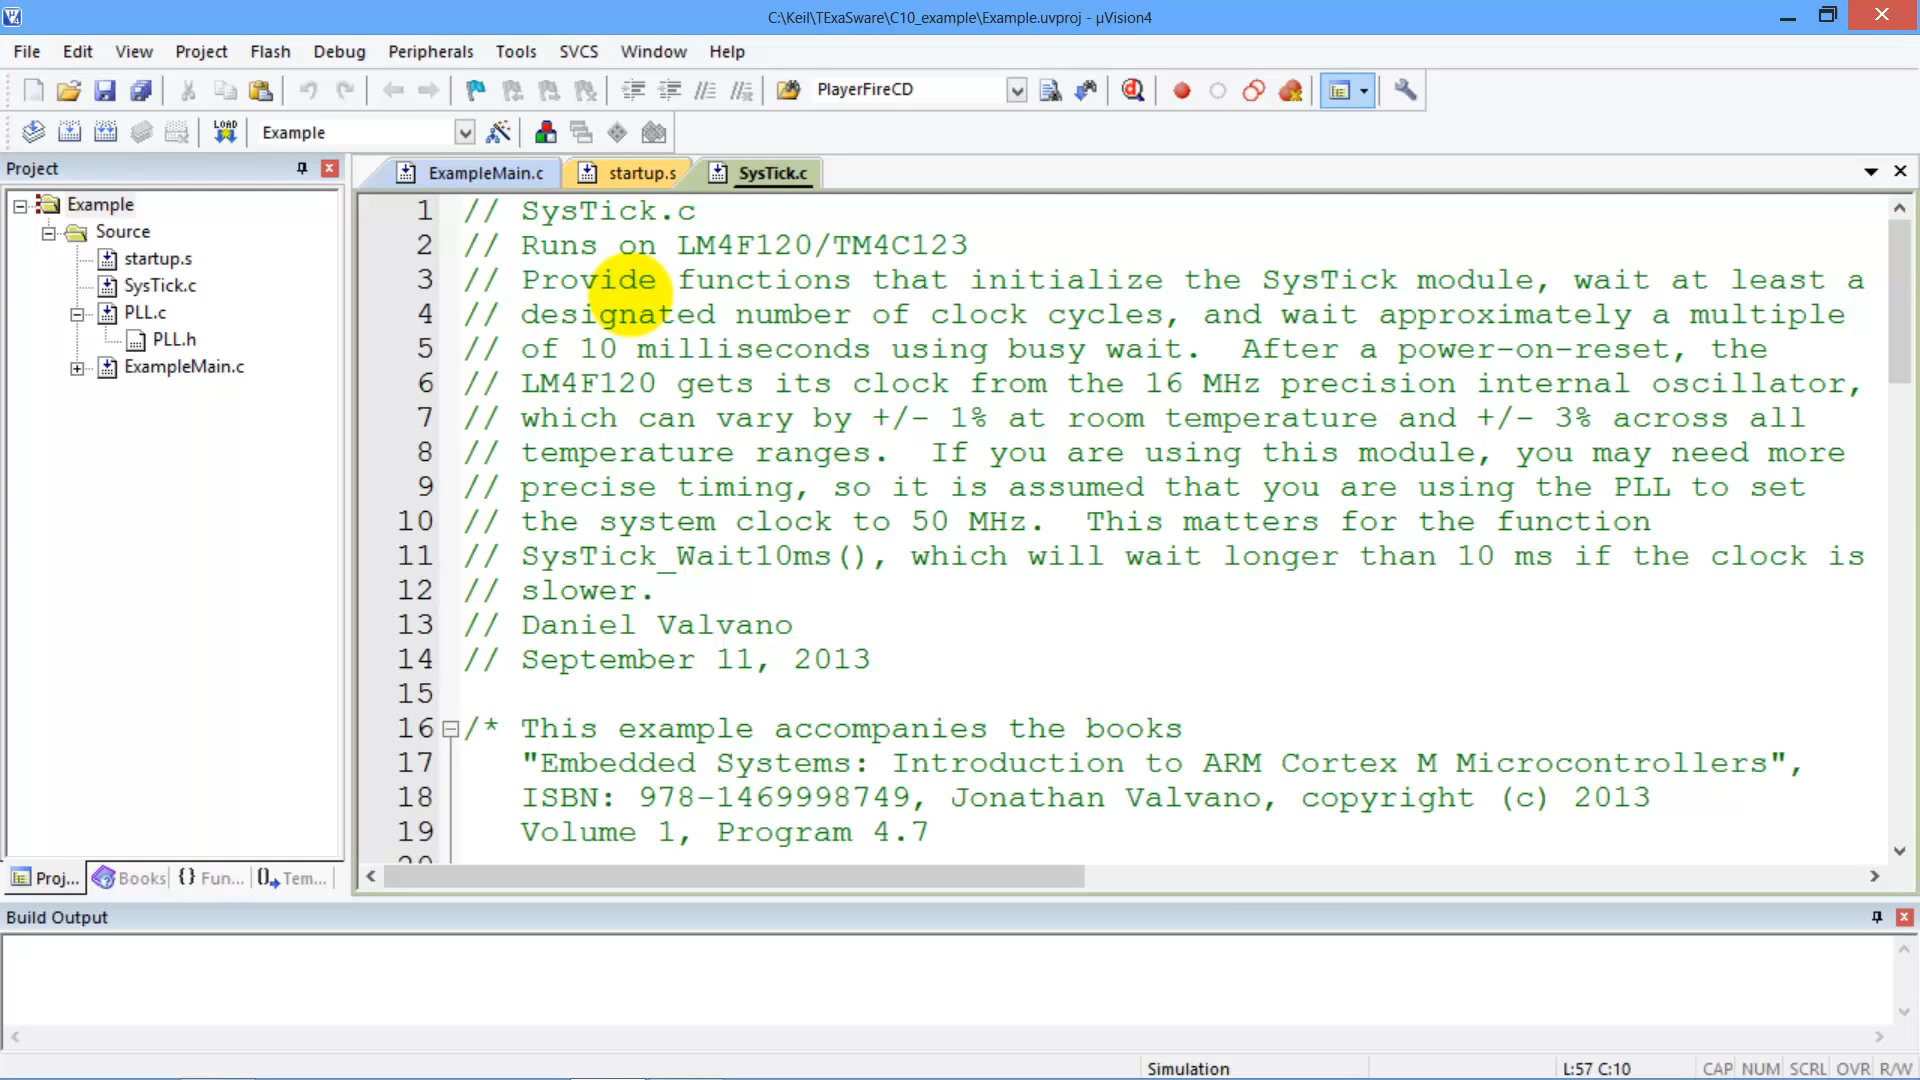 C:\Keil\TExaSware\C10_example\Example.uvproj - µVision4
File Edit View Project Flash Debug Peripherals Tools SVCS Window Help
PlayerFireCD
LOAD Example
Project
ExampleMain.c startup.s SysTick.c
Example
Source
startup.s
SysTick.c
PLL.c
PLL.h
ExampleMain.c
1 // SysTick.c
2 // Runs on LM4F120/TM4C123
3 // Provide functions that initialize the SysTick module, wait at least a
4 // designated number of clock cycles, and wait approximately a multiple
5 // of 10 milliseconds using busy wait.  After a power-on-reset, the
6 // LM4F120 gets its clock from the 16 MHz precision internal oscillator,
7 // which can vary by +/- 1% at room temperature and +/- 3% across all
8 // temperature ranges.  If you are using this module, you may need more
9 // precise timing, so it is assumed that you are using the PLL to set
10 // the system clock to 50 MHz.  This matters for the function
11 // SysTick_Wait10ms(), which will wait longer than 10 ms if the clock is
12 // slower.
13 // Daniel Valvano
14 // September 11, 2013
15
16 /* This example accompanies the books
17 "Embedded Systems: Introduction to ARM Cortex M Microcontrollers",
18 ISBN: 978-1469998749, Jonathan Valvano, copyright (c) 2013
19 Volume 1, Program 4.7
20
Proj... Books {} Fun... Tem...
Build Output
Simulation L:57 C:10 CAP NUM SCRL OVR R/W